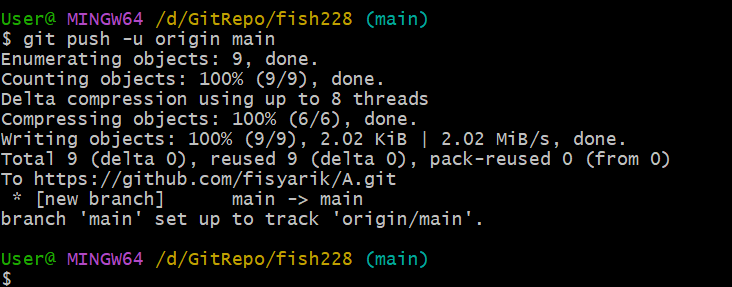 User@ MINGW64 /d/GitRepo/fish228 (main)
$ git push -u origin main
Enumerating objects: 9, done.
Counting objects: 100% (9/9), done.
Delta compression using up to 8 threads
Compressing objects: 100% (6/6), done.
Writing objects: 100% (9/9), 2.02 KiB | 2.02 MiB/s, done.
Total 9 (delta 0), reused 9 (delta 0), pack-reused 0 (from 0)
To https://github.com/fisyarik/A.git
 * [new branch]      main -> main
branch 'main' set up to track 'origin/main'.
User@ MINGW64 /d/GitRepo/fish228 (main)
$